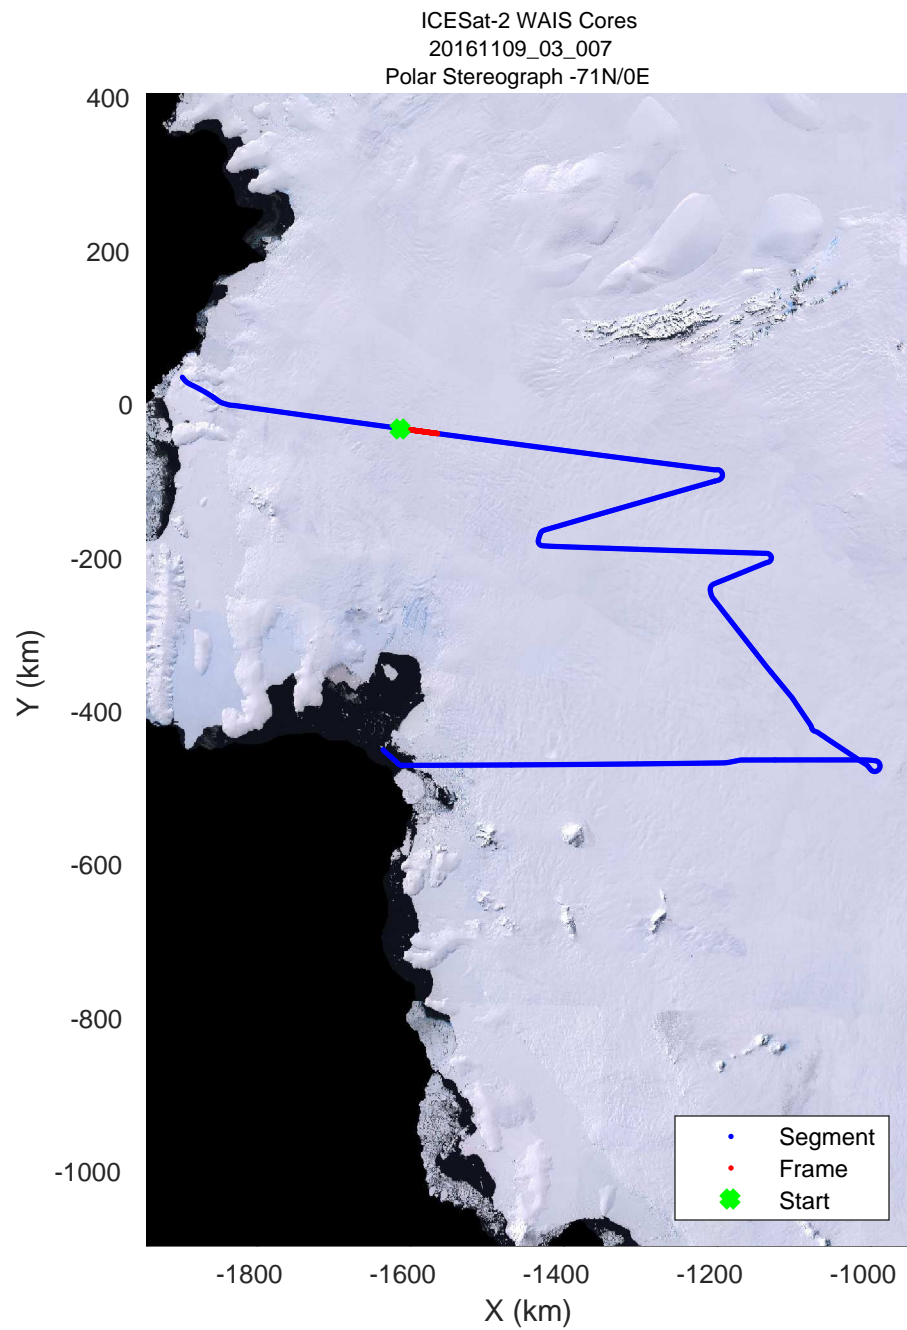 ICESat-2 WAIS Cores
20161109_03_007
Polar Stereograph -71N/0E
400
200
0
-200
-400
-600
-800
-1000
Y (km)
-1800
-1600
-1400
-1200
-1000
X (km)
Segment
Frame
Start